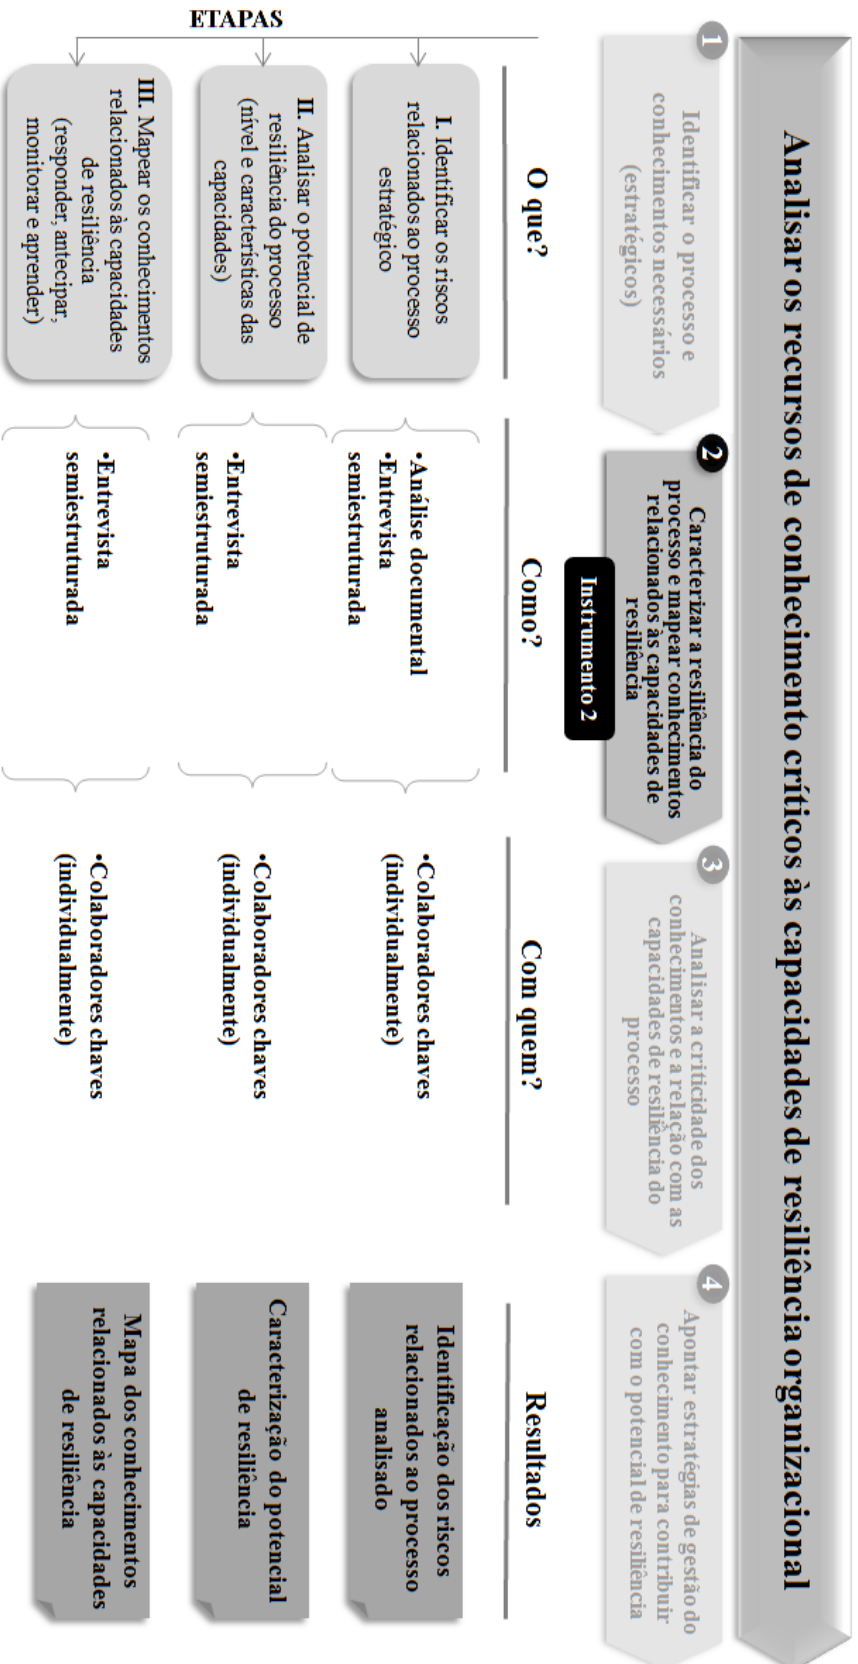 Analisar os recursos de conhecimento críticos às capacidades de resiliência organizacional
1
Identificar o processo e
conhecimentos necessários
(estratégicos)
2
Caracterizar a resiliência do
processo e mapear conhecimentos
relacionados às capacidades de
resiliência
Instrumento 2
3
Analisar a criticidade dos
conhecimentos e a relação com as
capacidades de resiliência do
processo
4
Apontar estratégias de gestão do
conhecimento para contribuir
com o potencial de resiliência
O que?
Como?
Com quem?
Resultados
ETAPAS
I. Identificar os riscos
relacionados ao processo
estratégico
•Análise documental
•Entrevista
semiestruturada
•Colaboradores chaves
(individualmente)
Identificação dos riscos
relacionados ao processo
analisado
II. Analisar o potencial de
resiliência do processo
(nível e características das
capacidades)
•Entrevista
semiestruturada
•Colaboradores chaves
(individualmente)
Caracterização do potencial
de resiliência
III. Mapear os conhecimentos
relacionados às capacidades
de resiliência
(responder, antecipar,
monitorar e aprender)
•Entrevista
semiestruturada
•Colaboradores chaves
(individualmente)
Mapa dos conhecimentos
relacionados às capacidades
de resiliência